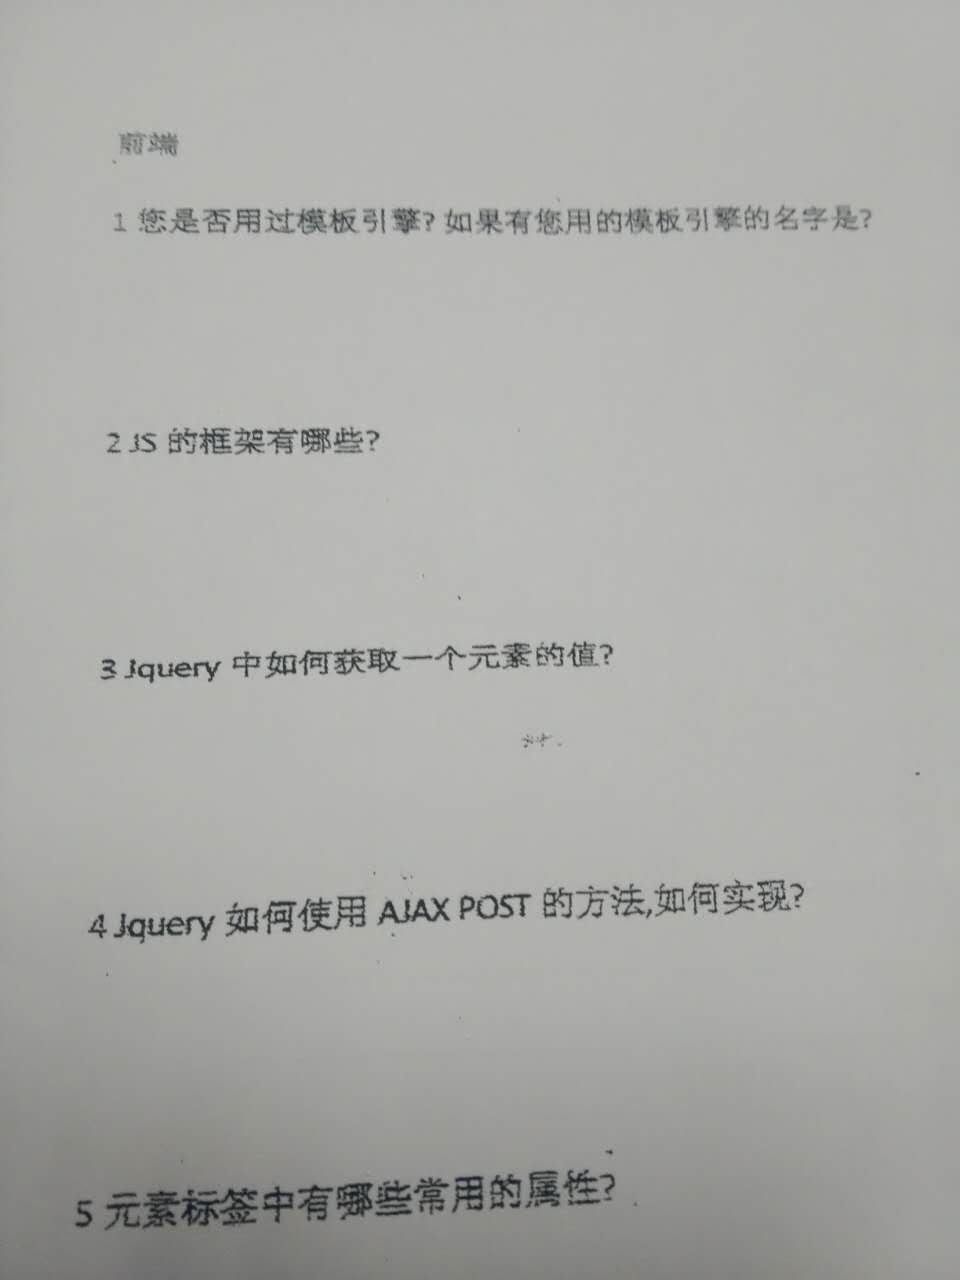 前端
1 您是否用过模板引擎? 如果有您用的模板引擎的名字是?
2 JS 的框架有哪些?
3 Jquery 中如何获取一个元素的值?
4 Jquery 如何使用 AJAX POST 的方法,如何实现?
5 元素标签中有哪些常用的属性?